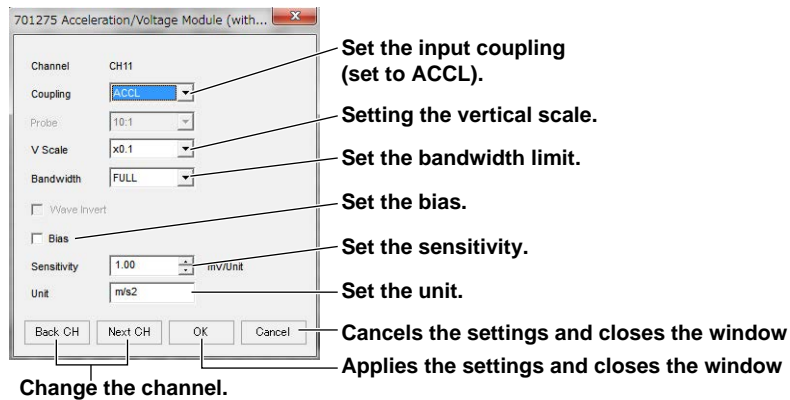 701275 Acceleration/Voltage Module (with...
Channel CH11
Coupling ACCL
Probe 10:1
V Scale x0.1
Bandwidth FULL
Wave Invert
Bias
Sensitivity 1.00 mV/Unit
Unit m/s2
Back CH Next CH OK Cancel
Set the input coupling
(set to ACCL).
Setting the vertical scale.
Set the bandwidth limit.
Set the bias.
Set the sensitivity.
Set the unit.
Cancels the settings and closes the window
Applies the settings and closes the window
Change the channel.